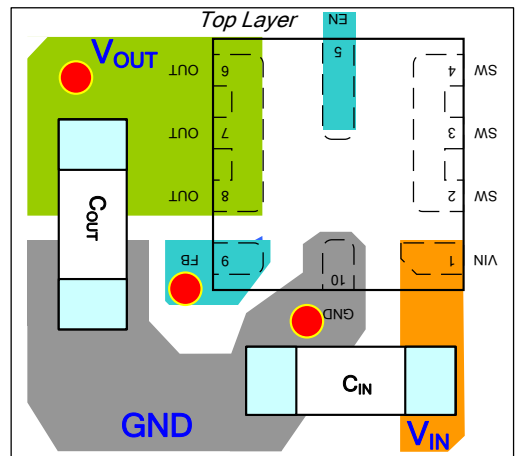 Top Layer
EN
5
VOUT
OUT 6 4 SW
OUT 7 3 SW
OUT 8 2 SW
COUT
FB 9 10 1 VIN
GND
CIN
GND
VIN